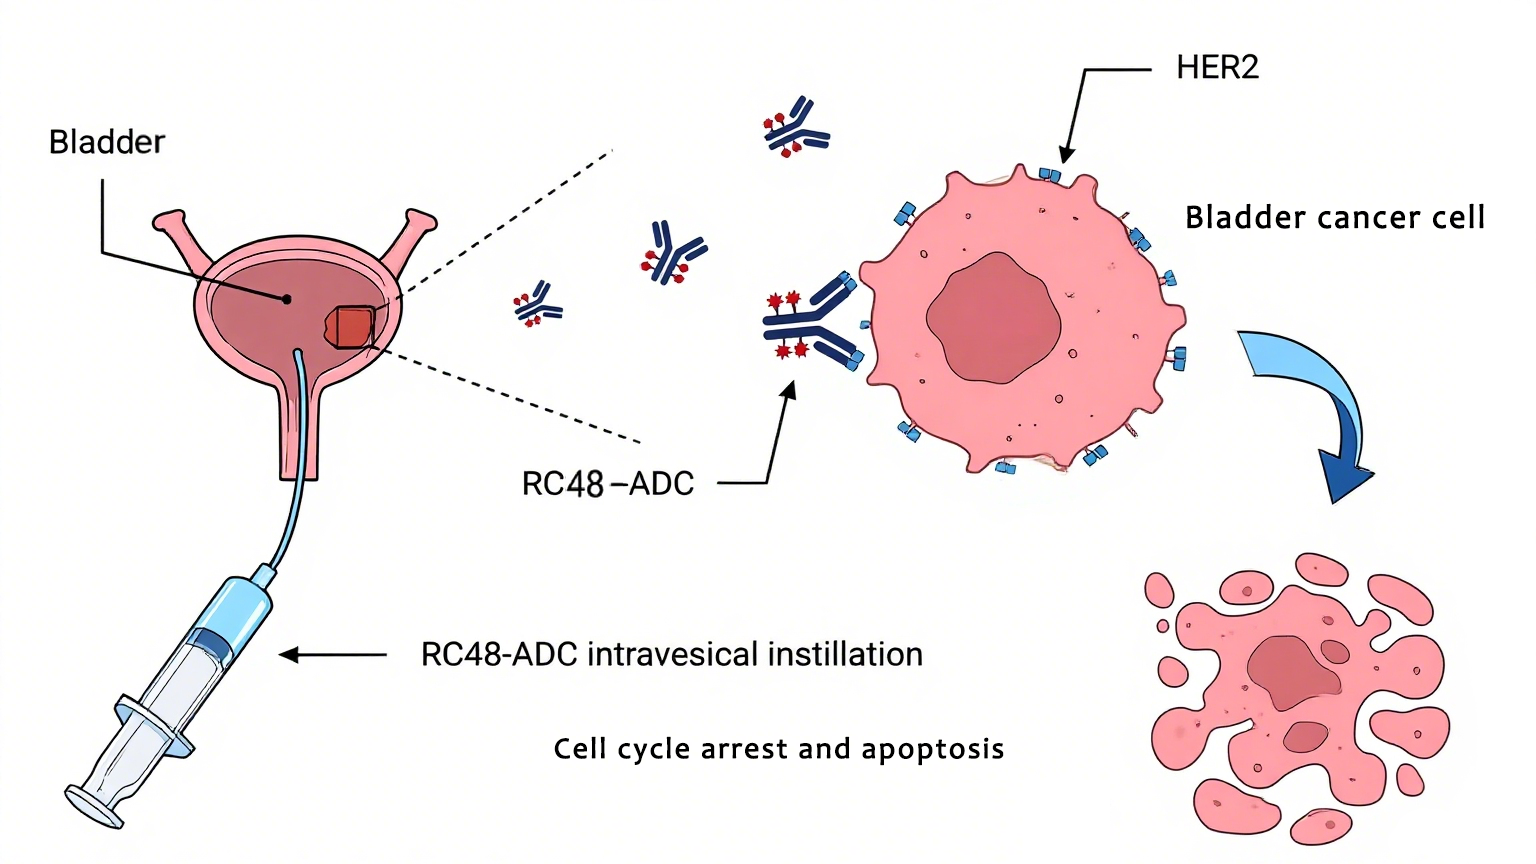 HER2
Bladder
Bladder cancer cell
RC48–ADC
RC48-ADC intravesical instillation
Cell cycle arrest and apoptosis